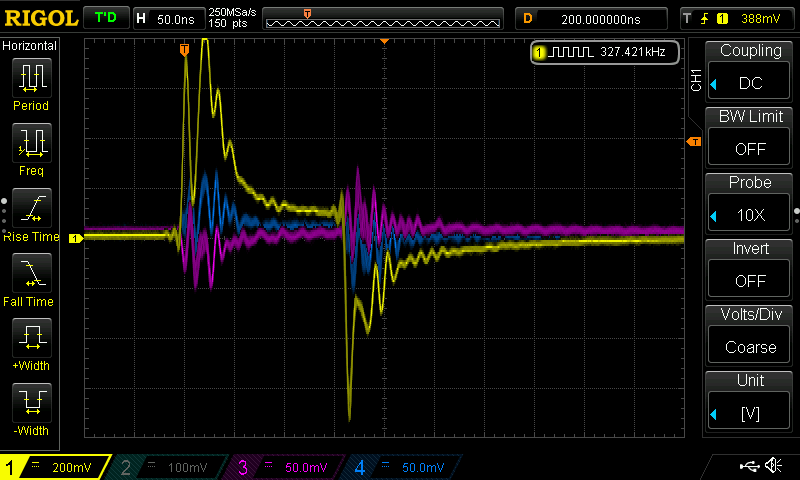 RIGOL T'D H 50.0ns 250MSa/s 150 pts D 200.000000ns T 1 388mV
Horizontal
Period
Freq
Rise Time
Fall Time
+Width
-Width
T
1 327.421kHz
T
1
CH1
Coupling
DC
BW Limit
OFF
Probe
10X
Invert
OFF
Volts/Div
Coarse
Unit
[V]
1 200mV 2 100mV 3 50.0mV 4 50.0mV